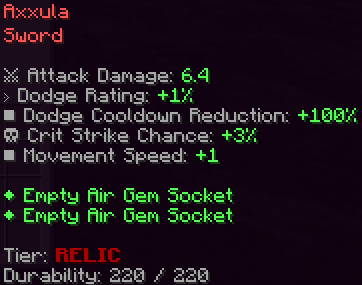 Axxula
Sword
⚔ Attack Damage: 6.4
› Dodge Rating: +1%
■ Dodge Cooldown Reduction: +100%
☠ Crit Strike Chance: +3%
■ Movement Speed: +1
◆ Empty Air Gem Socket
◆ Empty Air Gem Socket
Tier: RELIC
Durability: 220 / 220